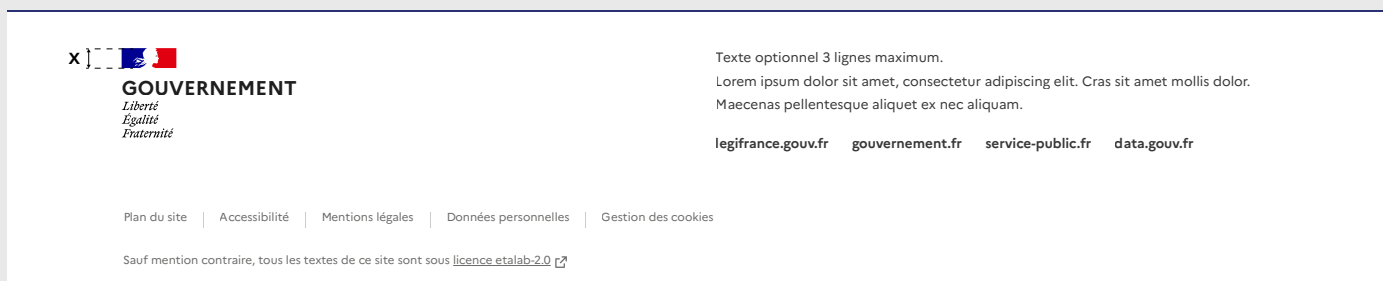 X
GOUVERNEMENT
Liberté
Égalité
Fraternité
Texte optionnel 3 lignes maximum.
Lorem ipsum dolor sit amet, consectetur adipiscing elit. Cras sit amet mollis dolor.
Maecenas pellentesque aliquet ex nec aliquam.
legifrance.gouv.fr gouvernement.fr service-public.fr data.gouv.fr
Plan du site Accessibilité Mentions légales Données personnelles Gestion des cookies
Sauf mention contraire, tous les textes de ce site sont sous licence etalab-2.0